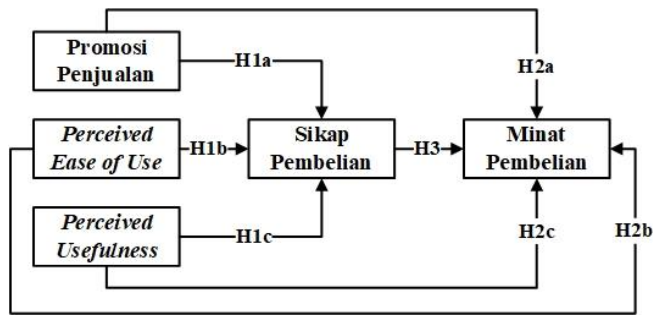 Promosi
Penjualan
H1a
H2a
Perceived
Ease of Use
H1b
Sikap
Pembelian
H3
Minat
Pembelian
Perceived
Usefulness
H1c
H2c
H2b